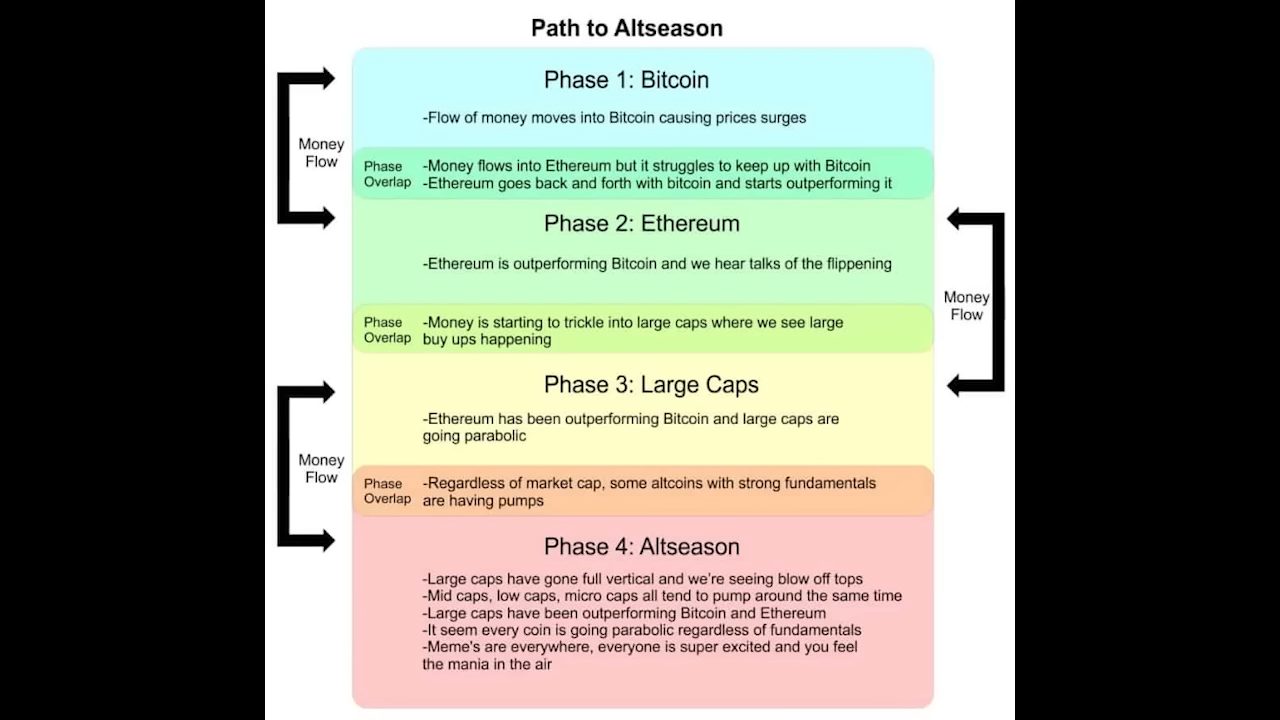 Path to Altseason
Phase 1: Bitcoin
-Flow of money moves into Bitcoin causing prices surges
Money
Flow
Phase
Overlap
-Money flows into Ethereum but it struggles to keep up with Bitcoin
-Ethereum goes back and forth with bitcoin and starts outperforming it
Phase 2: Ethereum
-Ethereum is outperforming Bitcoin and we hear talks of the flippening
Money
Flow
Phase
Overlap
-Money is starting to trickle into large caps where we see large
buy ups happening
Phase 3: Large Caps
-Ethereum has been outperforming Bitcoin and large caps are
going parabolic
Money
Flow
Phase
Overlap
-Regardless of market cap, some altcoins with strong fundamentals
are having pumps
Phase 4: Altseason
-Large caps have gone full vertical and we're seeing blow off tops
-Mid caps, low caps, micro caps all tend to pump around the same time
-Large caps have been outperforming Bitcoin and Ethereum
-It seem every coin is going parabolic regardless of fundamentals
-Meme's are everywhere, everyone is super excited and you feel
the mania in the air